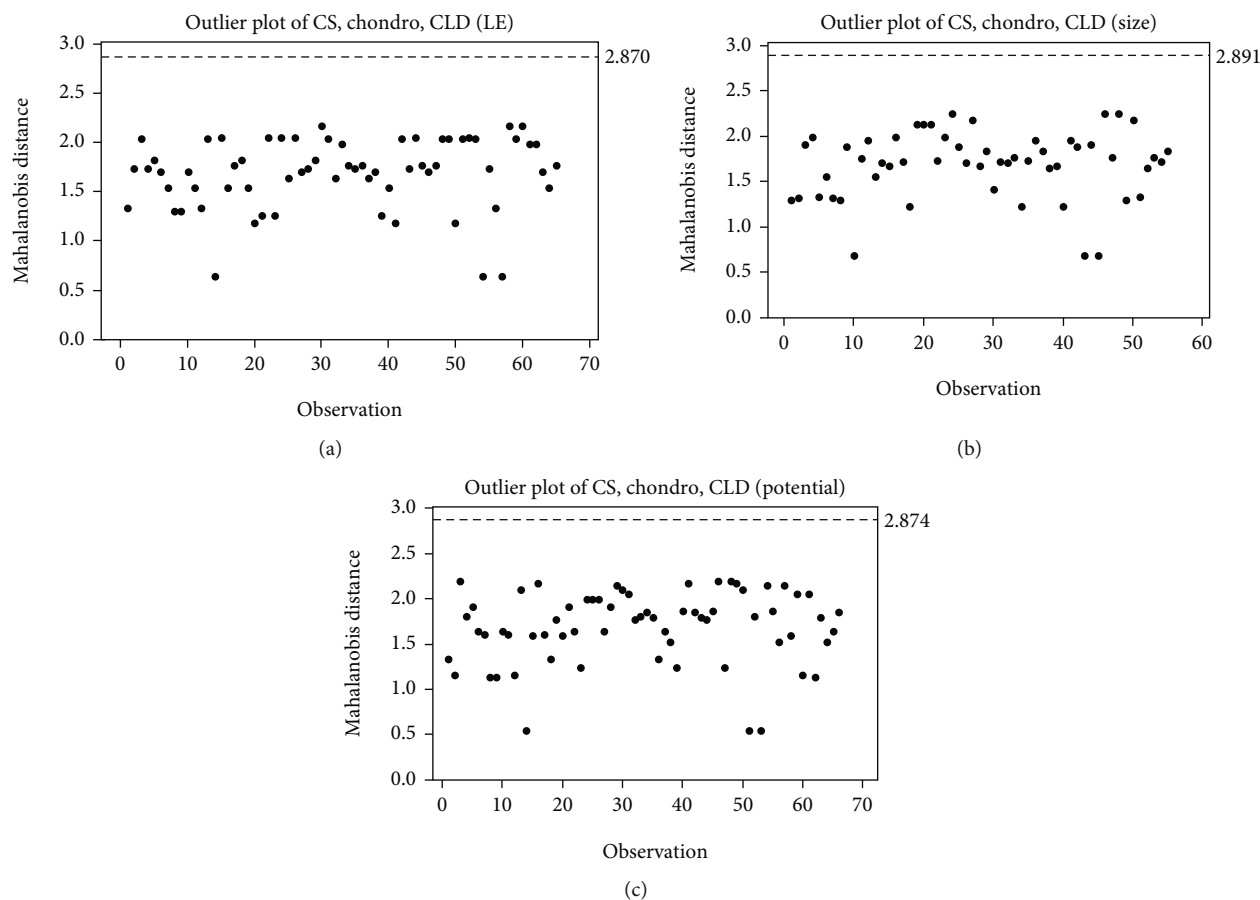 Outlier plot of CS, chondro, CLD (LE)
3.0
2.870
2.5
2.0
1.5
1.0
0.5
0.0
Mahalanobis distance
0 10 20 30 40 50 60 70
Observation
(a)
Outlier plot of CS, chondro, CLD (size)
3.0
2.891
2.5
2.0
1.5
1.0
0.5
0.0
Mahalanobis distance
0 10 20 30 40 50 60
Observation
(b)
Outlier plot of CS, chondro, CLD (potential)
3.0
2.874
2.5
2.0
1.5
1.0
0.5
0.0
Mahalanobis distance
0 10 20 30 40 50 60 70
Observation
(c)